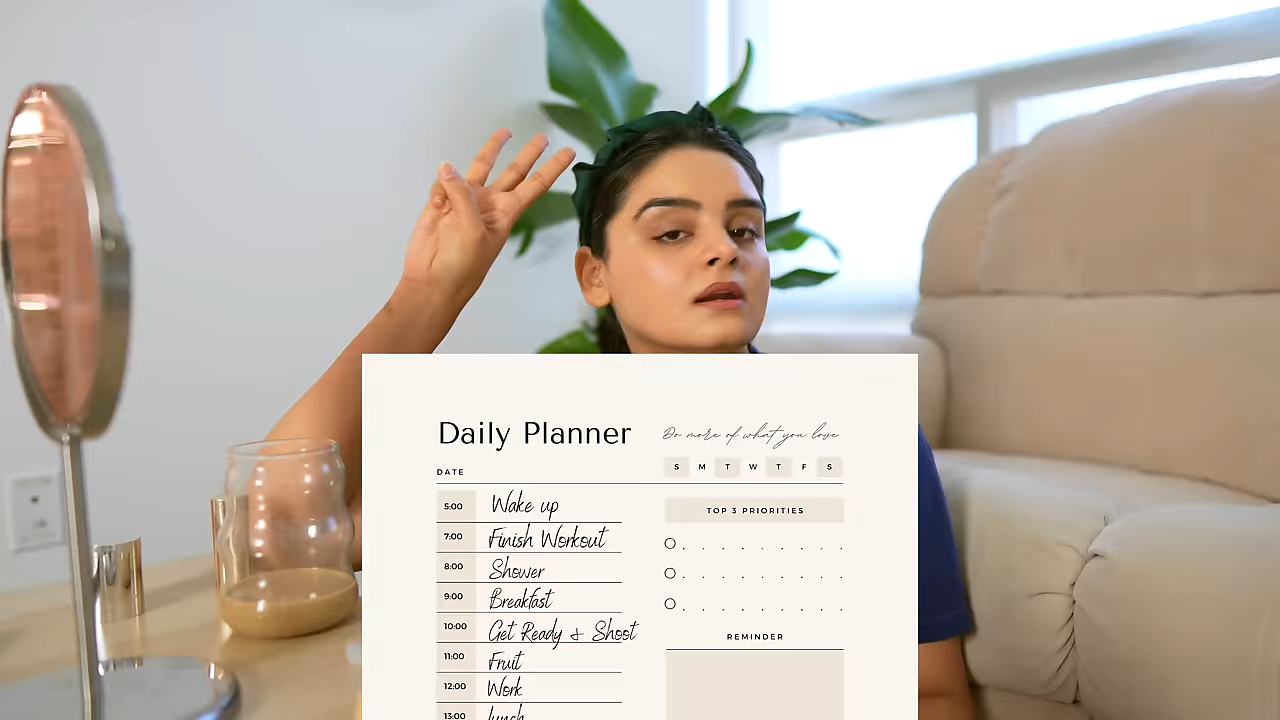 Daily Planner
Do more of what you love
DATE
S M T W T F S
5:00 Wake up
7:00 Finish Workout
8:00 Shower
9:00 Breakfast
10:00 Get Ready & Shoot
11:00 Fruit
12:00 Work
13:00 lunch
TOP 3 PRIORITIES
REMINDER